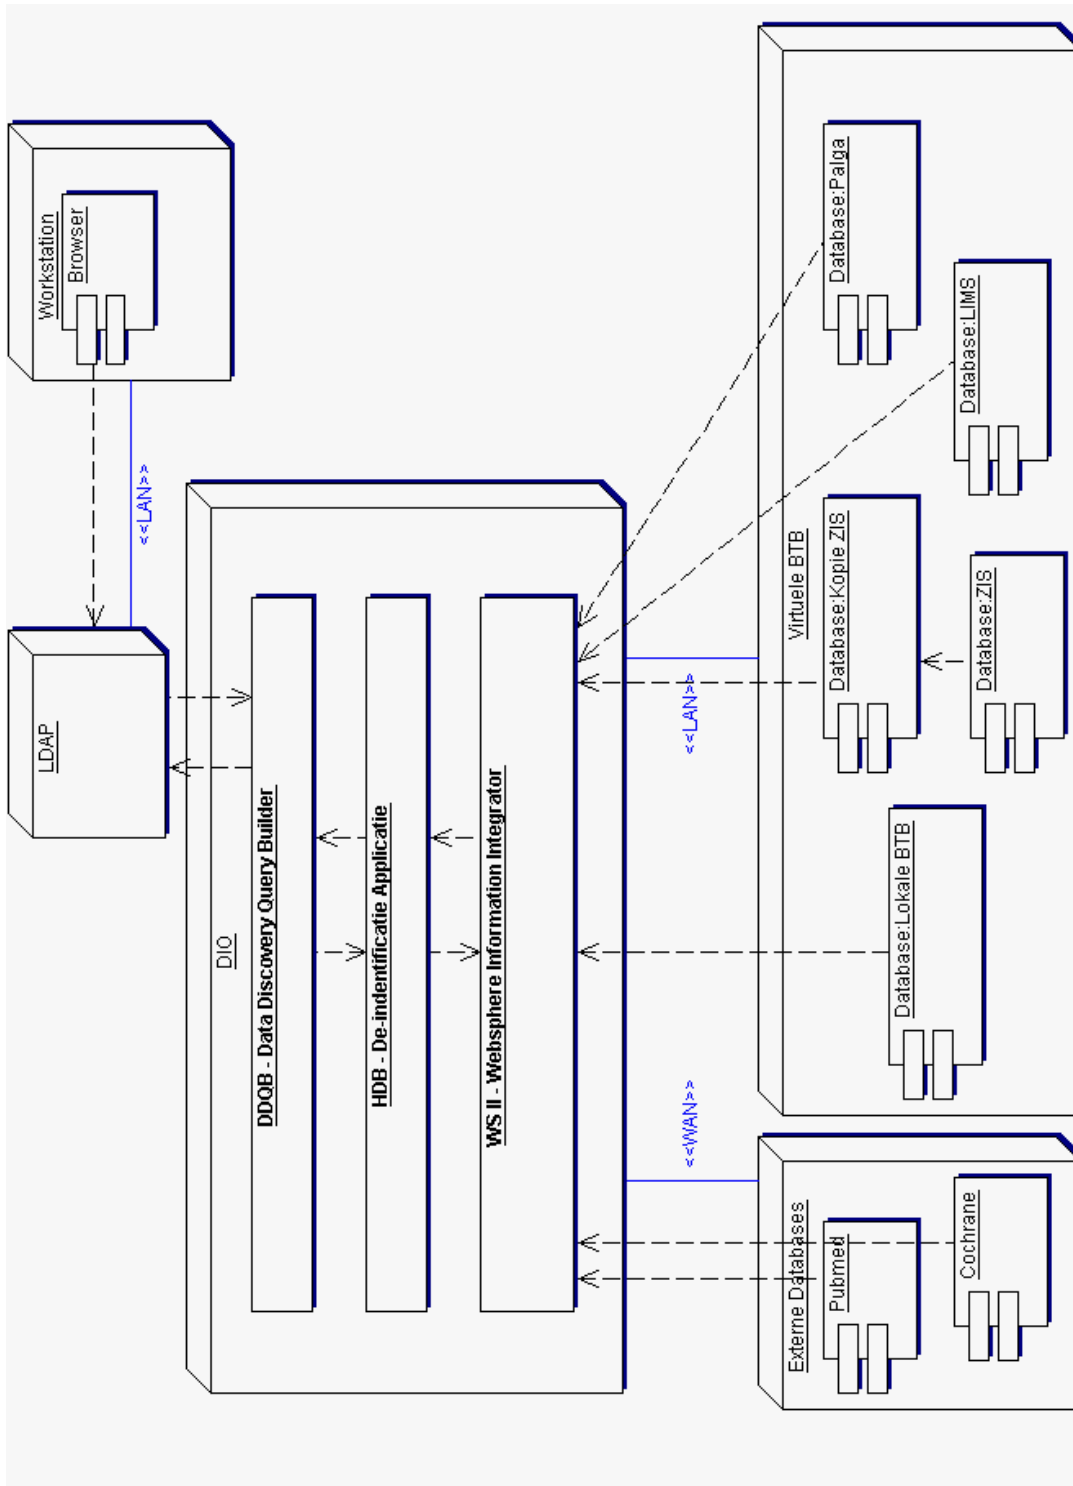 Workstation
Browser
<<LAN>>
LDAP
DIO
DDQB - Data Discovery Query Builder
HDB - De-indentificatie Applicatie
WS II - Websphere Information Integrator
<<WAN>>
<<LAN>>
Externe Databases
Pubmed
Cochrane
Virtuele BTB
Database:Lokale BTB
Database:Kopie ZIS
Database:ZIS
Database:Palga
Database:LIMS